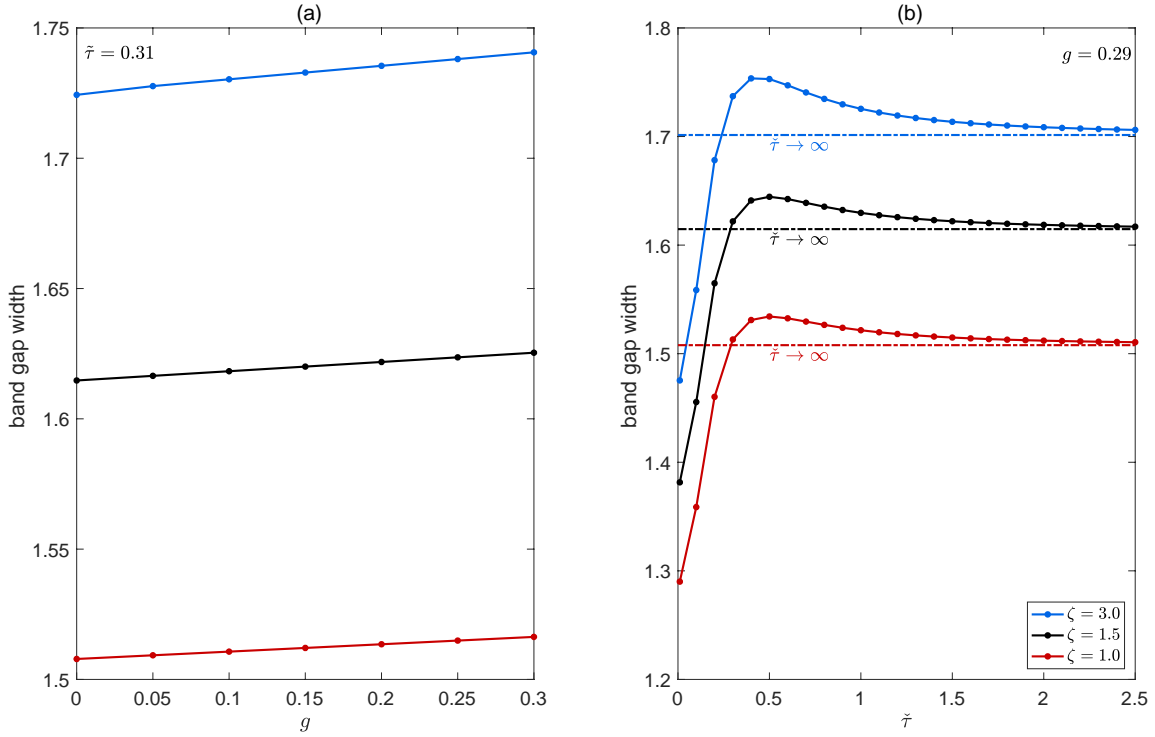 (a)
τ̃ = 0.31
1.75
1.7
1.65
1.6
1.55
1.5
band gap width
0
0.05
0.1
0.15
0.2
0.25
0.3
g
(b)
g = 0.29
1.8
1.7
1.6
1.5
1.4
1.3
1.2
band gap width
τ̌ → ∞
τ̌ → ∞
τ̌ → ∞
ζ = 3.0
ζ = 1.5
ζ = 1.0
0
0.5
1
1.5
2
2.5
τ̌